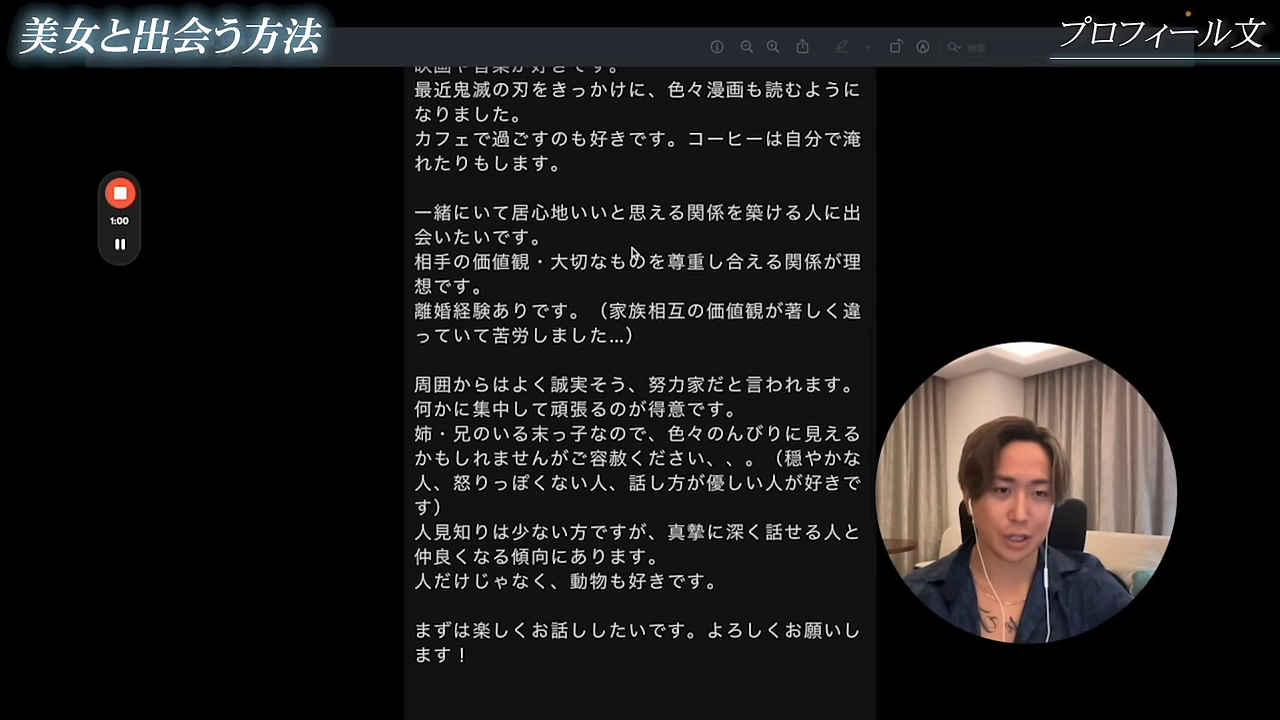 美女と出会う方法
プロフィール文
検索
映画や音楽が好きです。
最近鬼滅の刃をきっかけに、色々漫画も読むように
なりました。
カフェで過ごすのも好きです。コーヒーは自分で淹
れたりもします。
一緒にいて居心地いいと思える関係を築ける人に出
会いたいです。
相手の価値観・大切なものを尊重し合える関係が理
想です。
離婚経験ありです。（家族相互の価値観が著しく違
っていて苦労しました...）
周囲からはよく誠実そう、努力家だと言われます。
何かに集中して頑張るのが得意です。
姉・兄のいる末っ子なので、色々のんびりに見える
かもしれませんがご容赦ください、、。（穏やかな
人、怒りっぽくない人、話し方が優しい人が好きで
す）
人見知りは少ない方ですが、真摯に深く話せる人と
仲良くなる傾向にあります。
人だけじゃなく、動物も好きです。
まずは楽しくお話ししたいです。よろしくお願いし
ます！
1:00